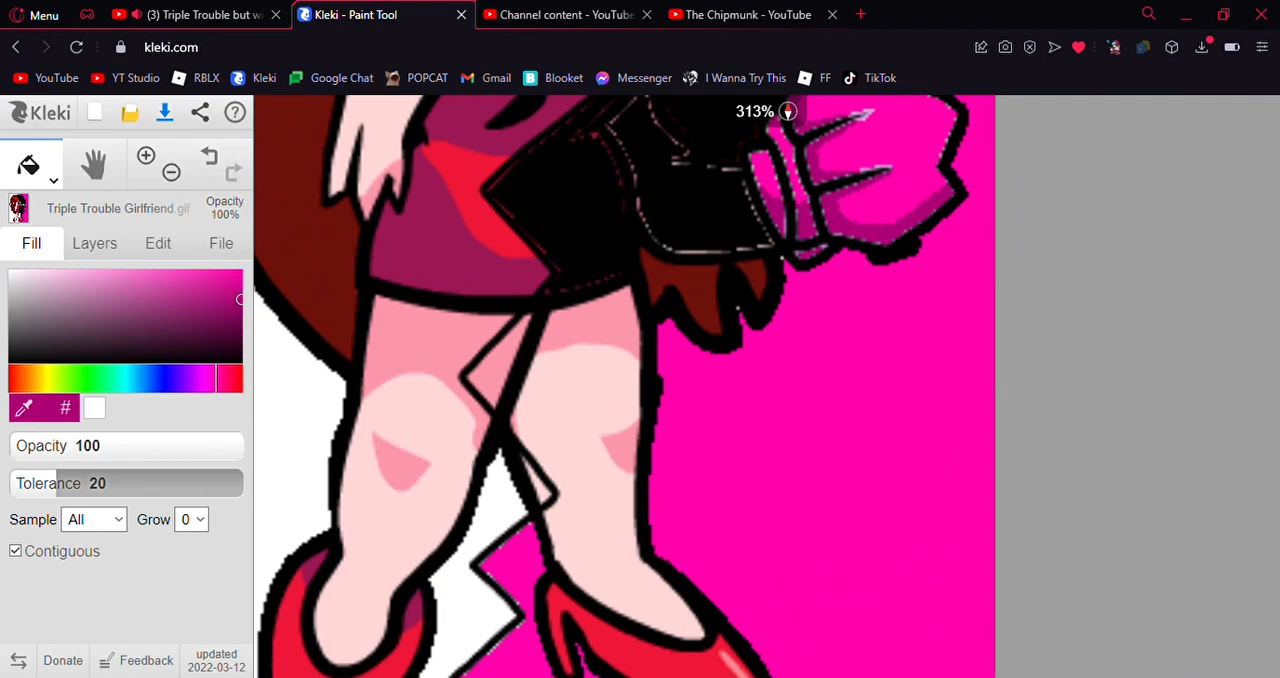 Menu (3) Triple Trouble but wi Kleki - Paint Tool Channel content - YouTube The Chipmunk - YouTube
kleki.com
YouTube YT Studio RBLX Kleki Google Chat POPCAT Gmail Blooket Messenger I Wanna Try This FF TikTok
Kleki
313%
Triple Trouble Girlfriend.gif Opacity
100%
Fill Layers Edit File
#
Opacity 100
Tolerance 20
Sample All Grow 0
Contiguous
Donate Feedback updated
2022-03-12